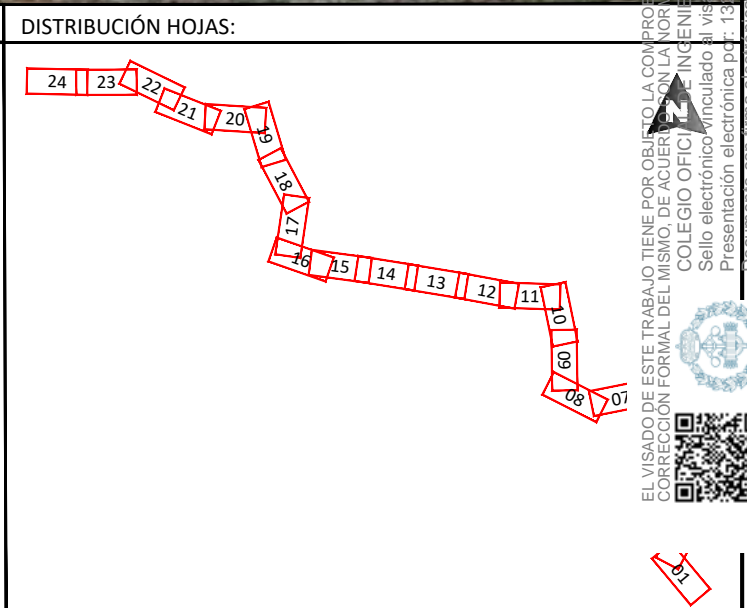 DISTRIBUCIÓN HOJAS:
24
23
22
21
20
19
18
17
16
15
14
13
12
11
10
09
08
07
01
N
EL VISADO DE ESTE TRABAJO TIENE POR OBJETO LA COMPRO
CORRECCIÓN FORMAL DEL MISMO, DE ACUERDO CON LA NOR
COLEGIO OFICI DE INGENIE
Sello electrónico vinculado al vis
Presentación electrónica por: 13